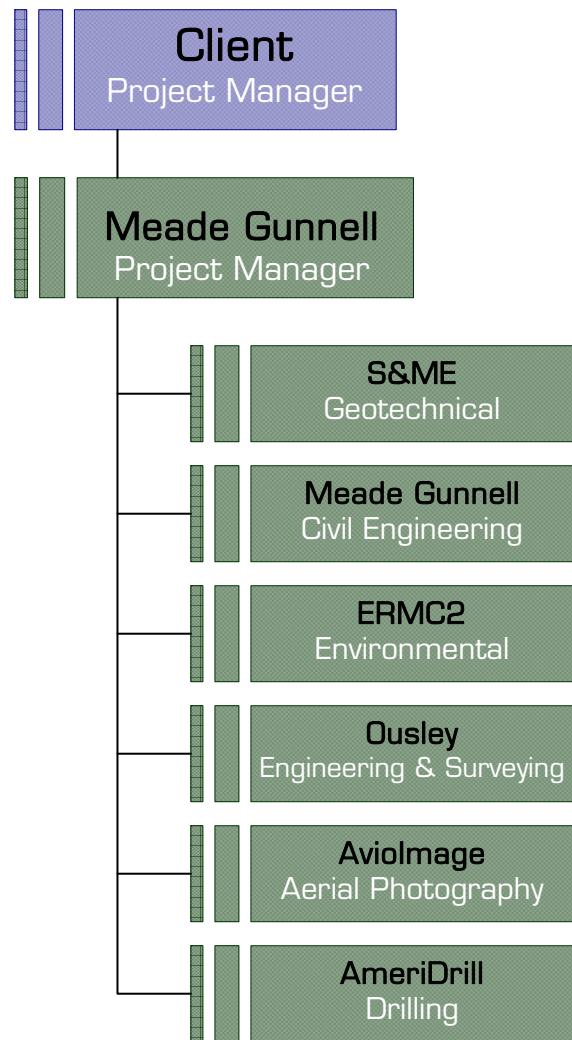 Client
Project Manager
Meade Gunnell
Project Manager
S&ME
Geotechnical
Meade Gunnell
Civil Engineering
ERMC2
Environmental
Ousley
Engineering & Surveying
AvioImage
Aerial Photography
AmeriDrill
Drilling